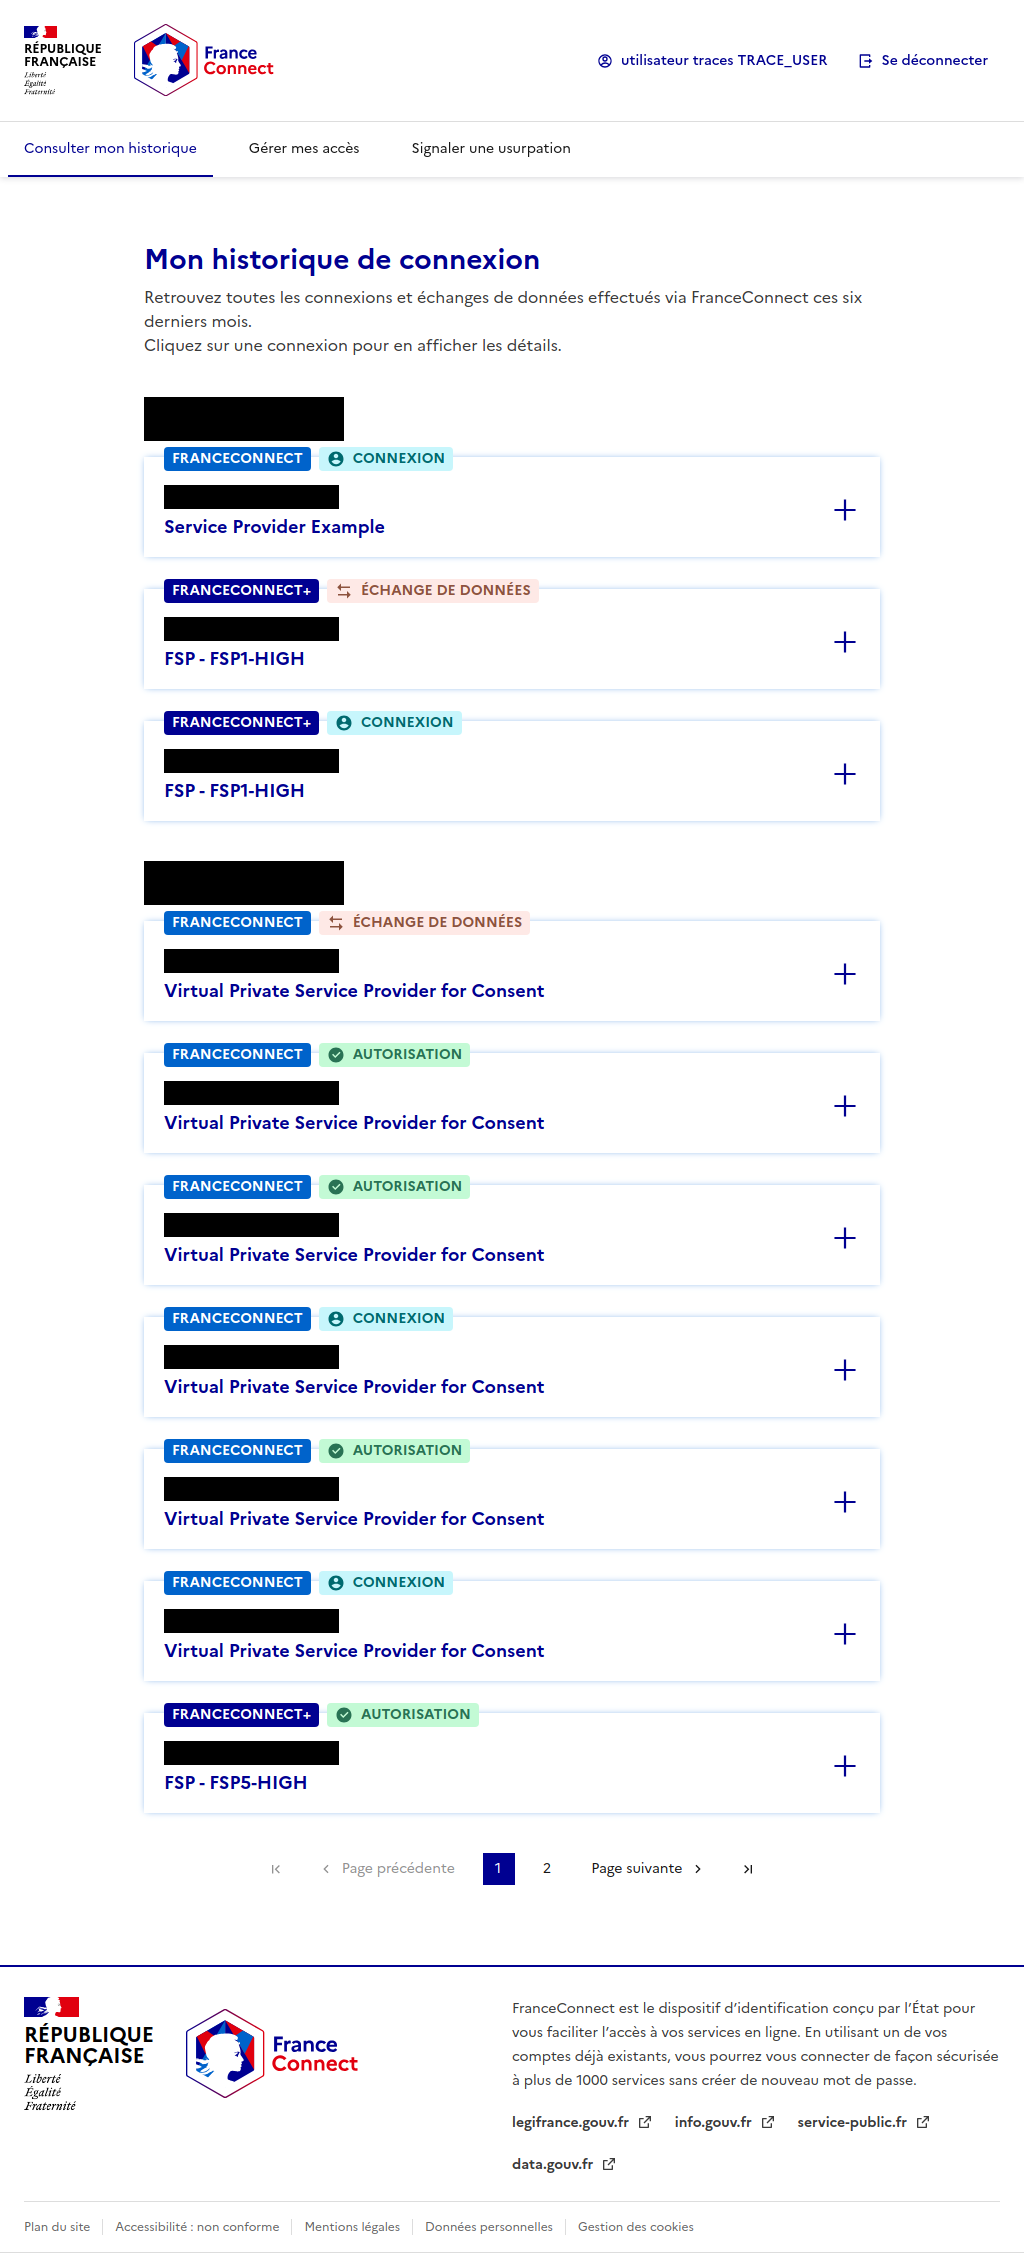 RÉPUBLIQUE
FRANÇAISE
Liberté
Égalité
Fraternité
France
Connect
utilisateur traces TRACE_USER
Se déconnecter
Consulter mon historique
Gérer mes accès
Signaler une usurpation
Mon historique de connexion
Retrouvez toutes les connexions et échanges de données effectués via FranceConnect ces six
derniers mois.
Cliquez sur une connexion pour en afficher les détails.
FRANCECONNECT CONNEXION
Service Provider Example
FRANCECONNECT+ ÉCHANGE DE DONNÉES
FSP - FSP1-HIGH
FRANCECONNECT+ CONNEXION
FSP - FSP1-HIGH
FRANCECONNECT ÉCHANGE DE DONNÉES
Virtual Private Service Provider for Consent
FRANCECONNECT AUTORISATION
Virtual Private Service Provider for Consent
FRANCECONNECT AUTORISATION
Virtual Private Service Provider for Consent
FRANCECONNECT CONNEXION
Virtual Private Service Provider for Consent
FRANCECONNECT AUTORISATION
Virtual Private Service Provider for Consent
FRANCECONNECT CONNEXION
Virtual Private Service Provider for Consent
FRANCECONNECT+ AUTORISATION
FSP - FSP5-HIGH
Page précédente 1 2 Page suivante
RÉPUBLIQUE
FRANÇAISE
Liberté
Égalité
Fraternité
France
Connect
FranceConnect est le dispositif d’identification conçu par l’État pour
vous faciliter l’accès à vos services en ligne. En utilisant un de vos
comptes déjà existants, vous pourrez vous connecter de façon sécurisée
à plus de 1000 services sans créer de nouveau mot de passe.
legifrance.gouv.fr info.gouv.fr service-public.fr
data.gouv.fr
Plan du site Accessibilité : non conforme Mentions légales Données personnelles Gestion des cookies